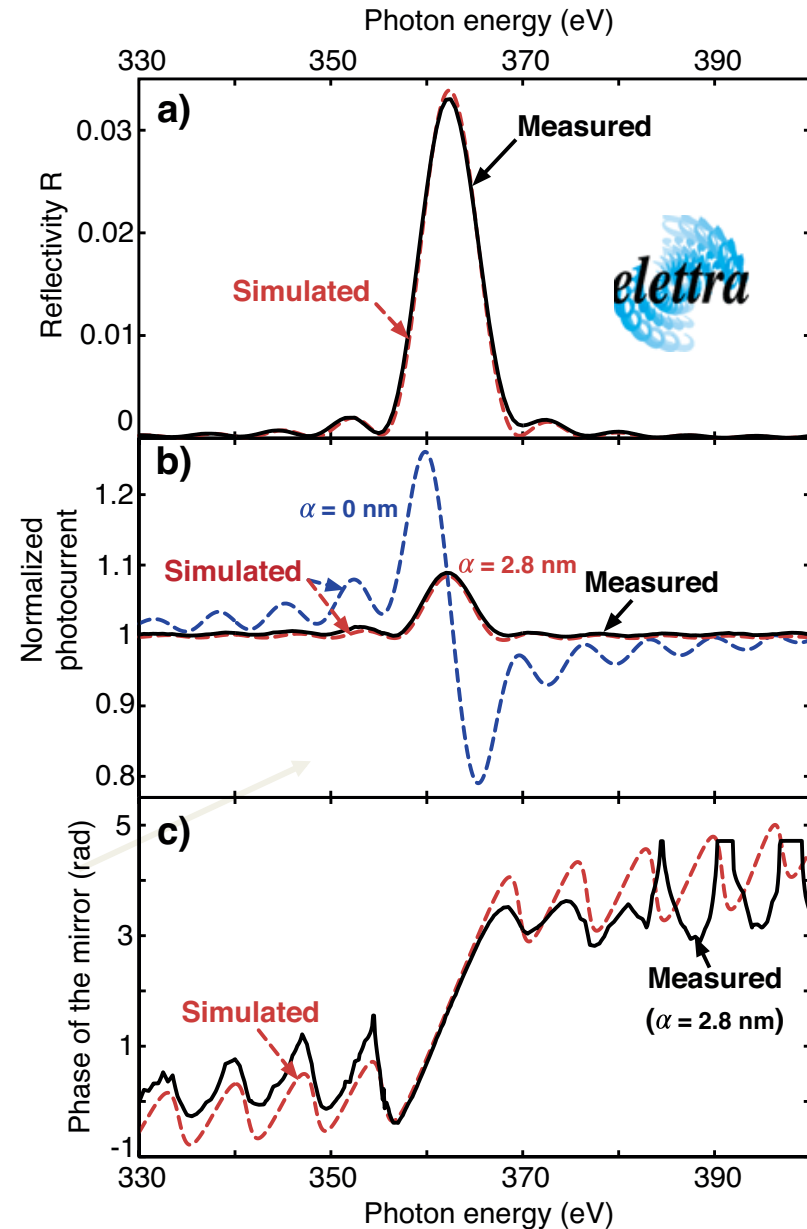 Photon energy (eV)
330 350 370 390
a)
Reflectivity R
0.03
0.02
0.01
0
Measured
Simulated
elettra
b)
Normalized
photocurrent
1.2
1.1
1
0.9
0.8
α = 0 nm
Simulated
α = 2.8 nm
Measured
c)
Phase of the mirror (rad)
5
3
1
-1
Simulated
Measured
(α = 2.8 nm)
330 350 370 390
Photon energy (eV)